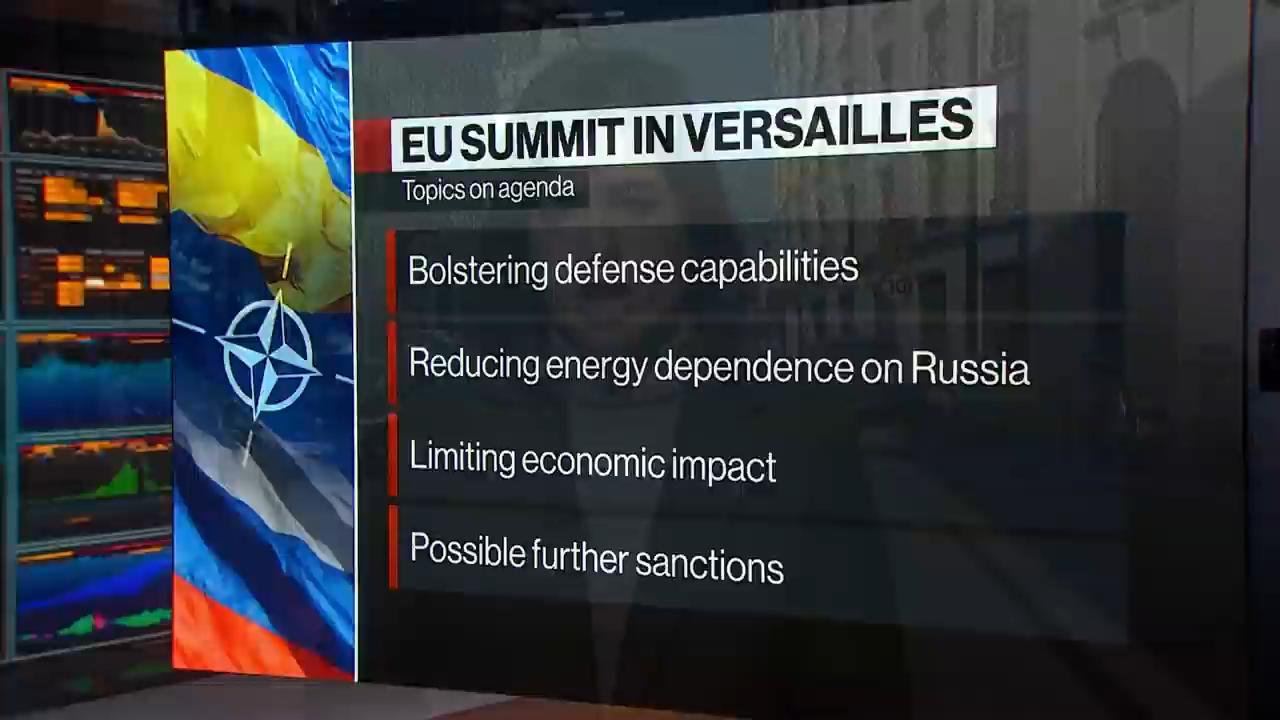 EU SUMMIT IN VERSAILLES
Topics on agenda
Bolstering defense capabilities
Reducing energy dependence on Russia
Limiting economic impact
Possible further sanctions